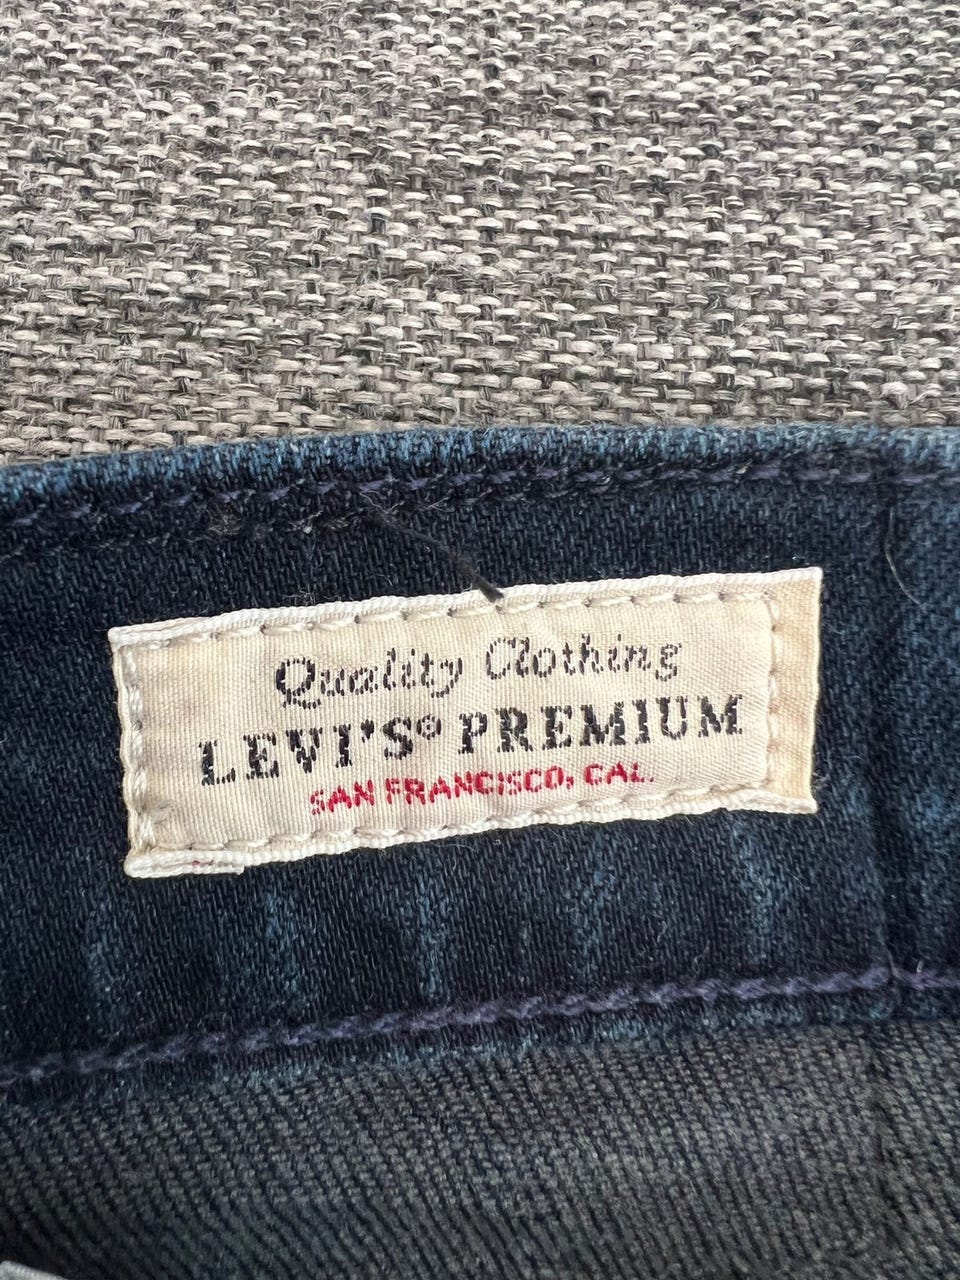 Quality Clothing
LEVI'S® PREMIUM
SAN FRANCISCO, CAL.